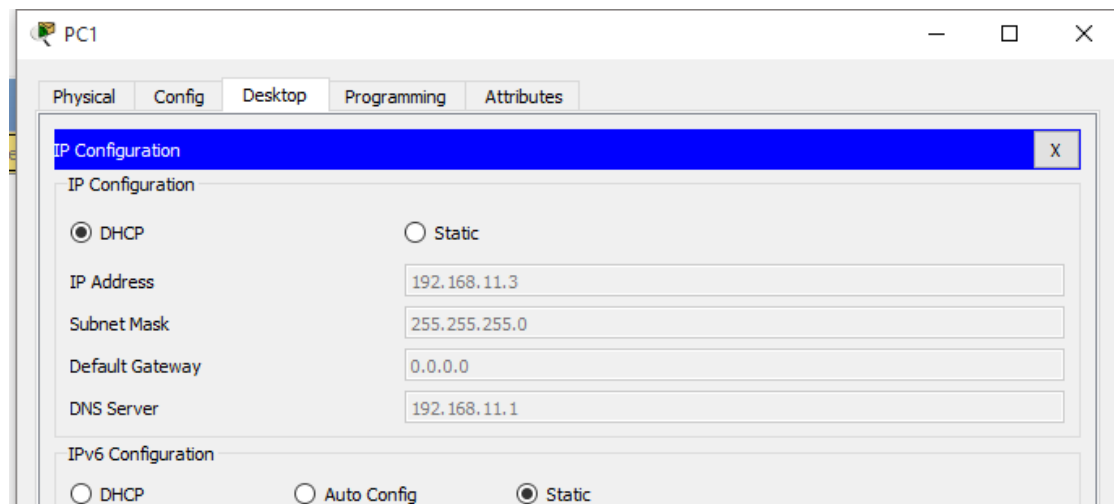 PC1
Physical Config Desktop Programming Attributes
IP Configuration X
IP Configuration
DHCP Static
IP Address 192.168.11.3
Subnet Mask 255.255.255.0
Default Gateway 0.0.0.0
DNS Server 192.168.11.1
IPv6 Configuration
DHCP Auto Config Static